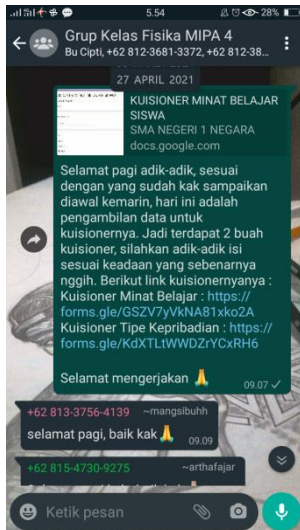 5.54
28%
Grup Kelas Fisika MIPA 4
Bu Cipti, +62 812-3681-3372, +62 812-38...
27 APRIL 2021
KUISIONER MINAT BELAJAR
SISWA
SMA NEGERI 1 NEGARA
docs.google.com
Selamat pagi adik-adik, sesuai
dengan yang sudah kak sampaikan
diawal kemarin, hari ini adalah
pengambilan data untuk
kuisionernya. Jadi terdapat 2 buah
kuisioner, silahkan adik-adik isi
sesuai keadaan yang sebenarnya
nggih. Berikut link kuisionernyanya :
Kuisioner Minat Belajar : https://
forms.gle/GSZV7yVkNA81xko2A
Kuisioner Tipe Kepribadian : https://
forms.gle/KdXTLtWWDZrYCxRH6
Selamat mengerjakan 🙏
09.07
+62 813-3756-4139 ~mangsibuhh
selamat pagi, baik kak🙏 09.09
+62 815-4730-9275 ~arthafajar
Ketik pesan